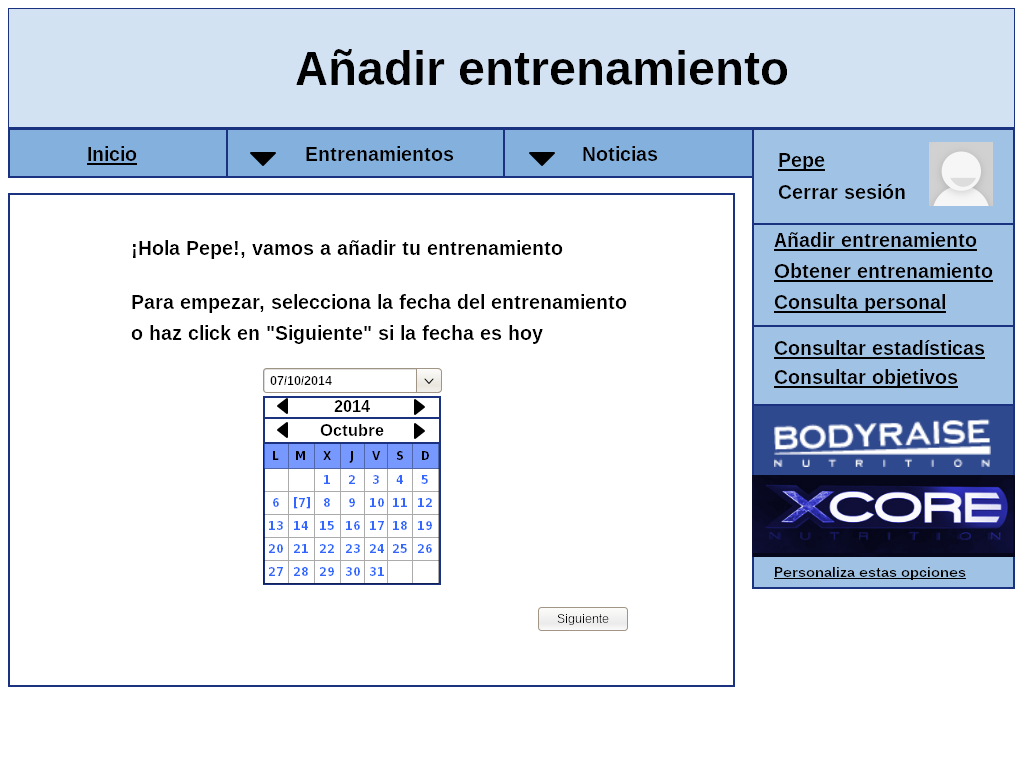 Añadir entrenamiento
Inicio
Entrenamientos
Noticias
Pepe
Cerrar sesión
¡Hola Pepe!, vamos a añadir tu entrenamiento
Para empezar, selecciona la fecha del entrenamiento
o haz click en "Siguiente" si la fecha es hoy
07/10/2014
2014
Octubre
L M X J V S D
1 2 3 4 5
6 [7] 8 9 10 11 12
13 14 15 16 17 18 19
20 21 22 23 24 25 26
27 28 29 30 31
Siguiente
Añadir entrenamiento
Obtener entrenamiento
Consulta personal
Consultar estadísticas
Consultar objetivos
BODYRAISE
NUTRITION
XCORE
NUTRITION
Personaliza estas opciones